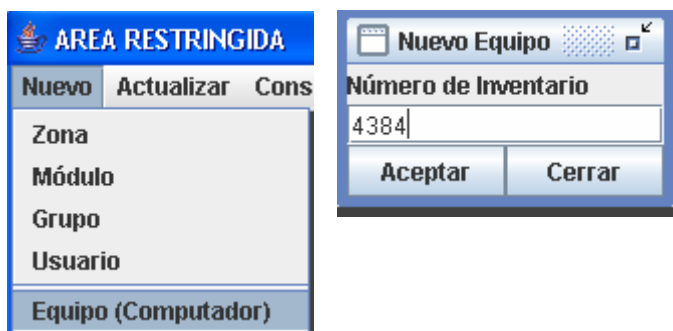 AREA RESTRINGIDA
Nuevo Actualizar Cons
Zona
Módulo
Grupo
Usuario
Equipo (Computador)
Nuevo Equipo
Número de Inventario
4384
Aceptar Cerrar